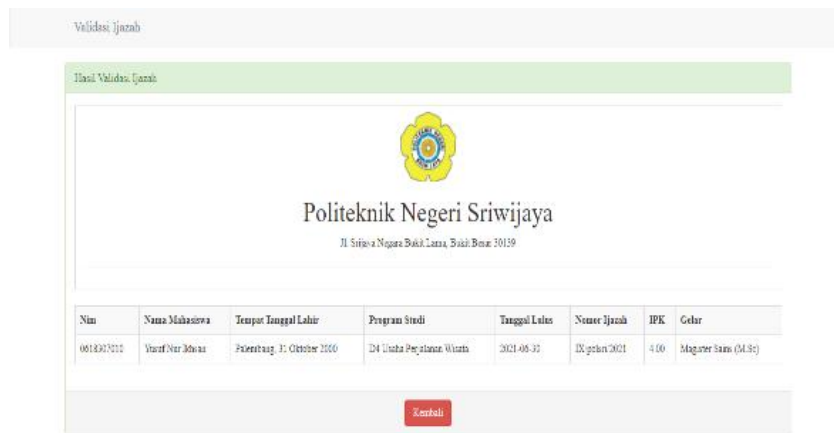 Validasi Ijazah
Hasil Validasi Ijazah
Politeknik Negeri Sriwijaya
Jl. Srijaya Negara Bukit Lama, Bukit Besar 30139
Nim Nama Mahasiswa Tempat Tanggal Lahir Program Studi Tanggal Lulus Nomor Ijazah IPK Gelar
Nur Palembang, 31 Oktober 2000 D4 Usaha Perjalanan Wisata 2021-06-30 4.00 Magister Sains (M.Sc)
Kembali